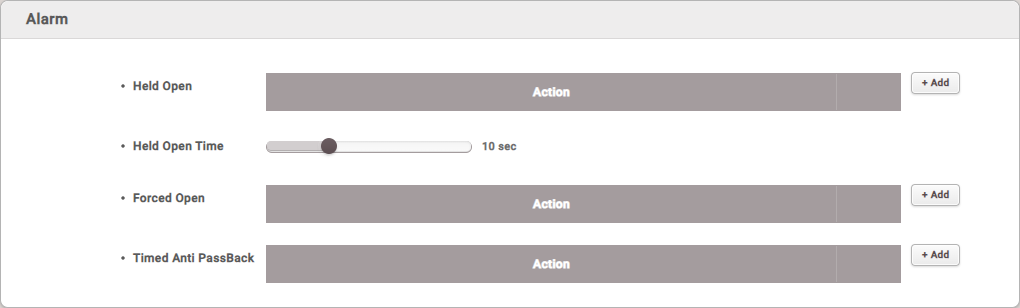 Alarm
Held Open
Action
+ Add
Held Open Time
10 sec
Forced Open
Action
+ Add
Timed Anti PassBack
Action
+ Add